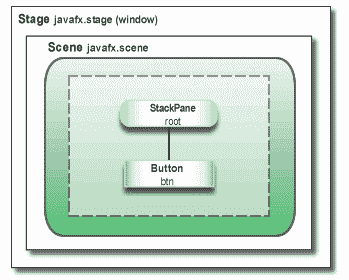 Stage javafx.stage (window)
Scene javafx.scene
StackPane
root
Button
btn